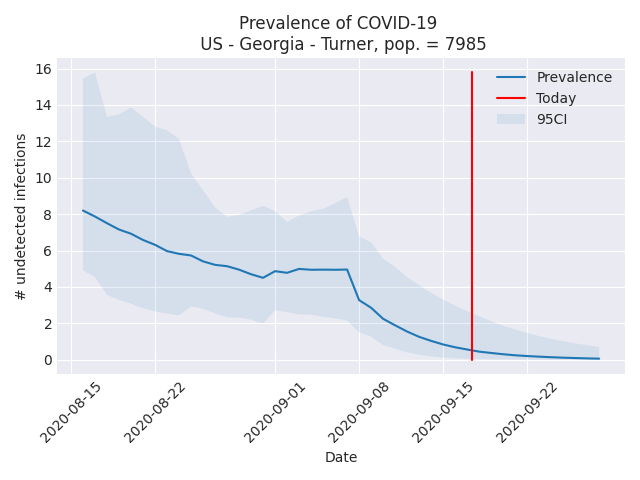 Prevalence of COVID-19
US - Georgia - Turner, pop. = 7985
# undetected infections
16
14
12
10
8
6
4
2
0
Prevalence
Today
95CI
2020-08-15
2020-08-22
2020-09-01
2020-09-08
2020-09-15
2020-09-22
Date